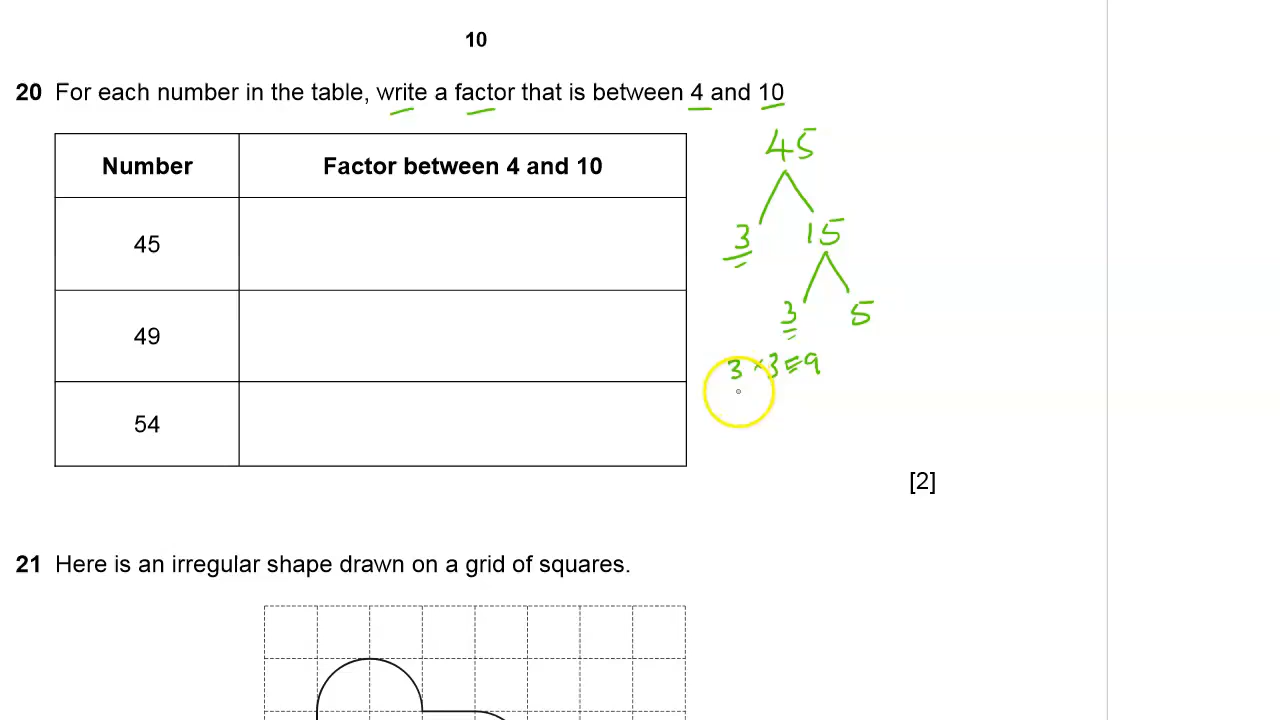 10
20 For each number in the table, write a factor that is between 4 and 10
Number Factor between 4 and 10
45
49
54
45
3 15
3 5
3 × 3 = 9
[2]
21 Here is an irregular shape drawn on a grid of squares.